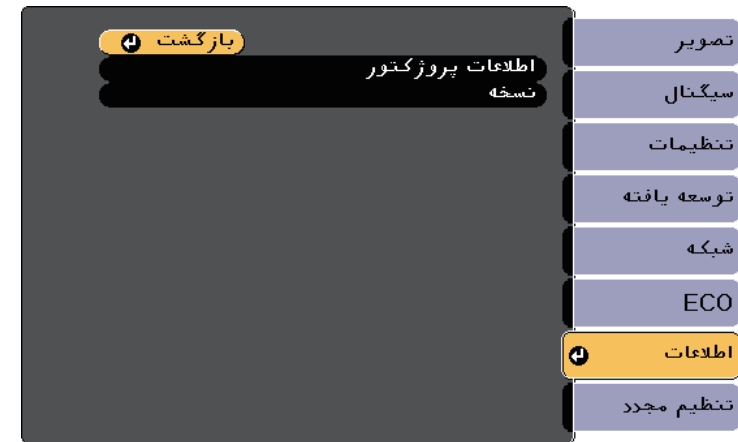 تصویر
سیگنال
تنظیمات
توسعه یافته
شبکه
ECO
اطلاعات
تنظیم مجدد
بازگشت
اطلاعات پروژکتور
نسخه